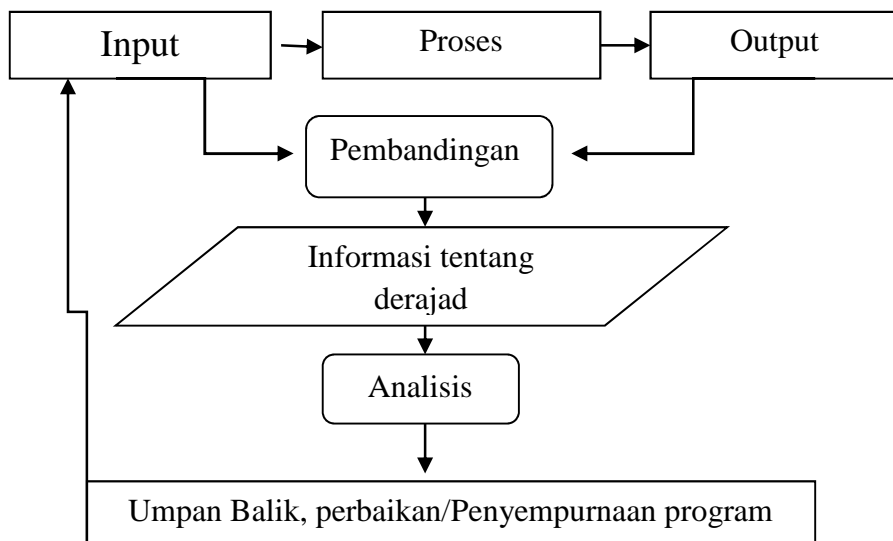 Input
Proses
Output
Pembandingan
Informasi tentang
derajad
Analisis
Umpan Balik, perbaikan/Penyempurnaan program